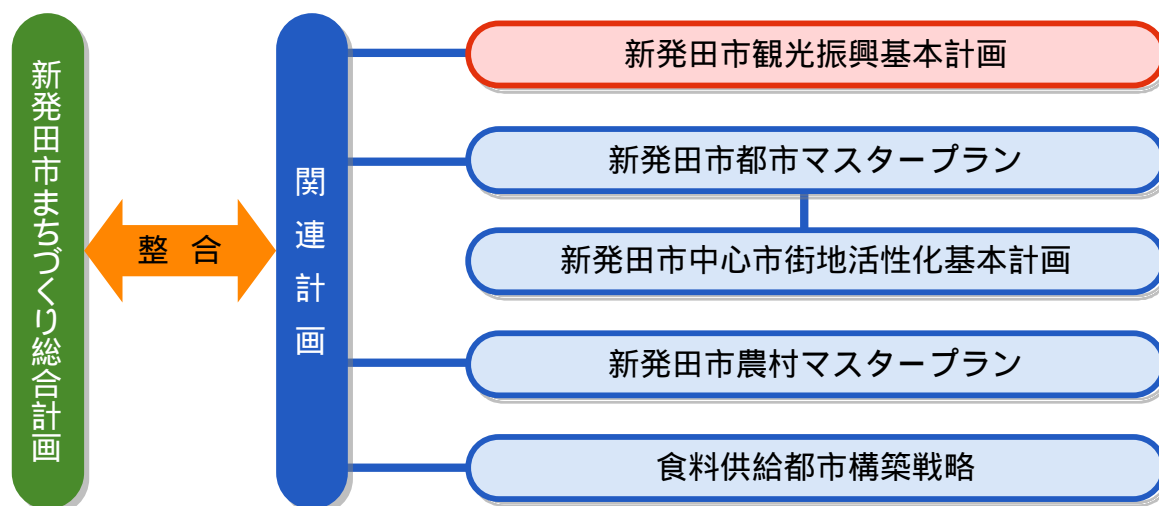 新発田市まちづくり総合計画
整合
関連計画
新発田市観光振興基本計画
新発田市都市マスタープラン
新発田市中心市街地活性化基本計画
新発田市農村マスタープラン
食料供給都市構築戦略